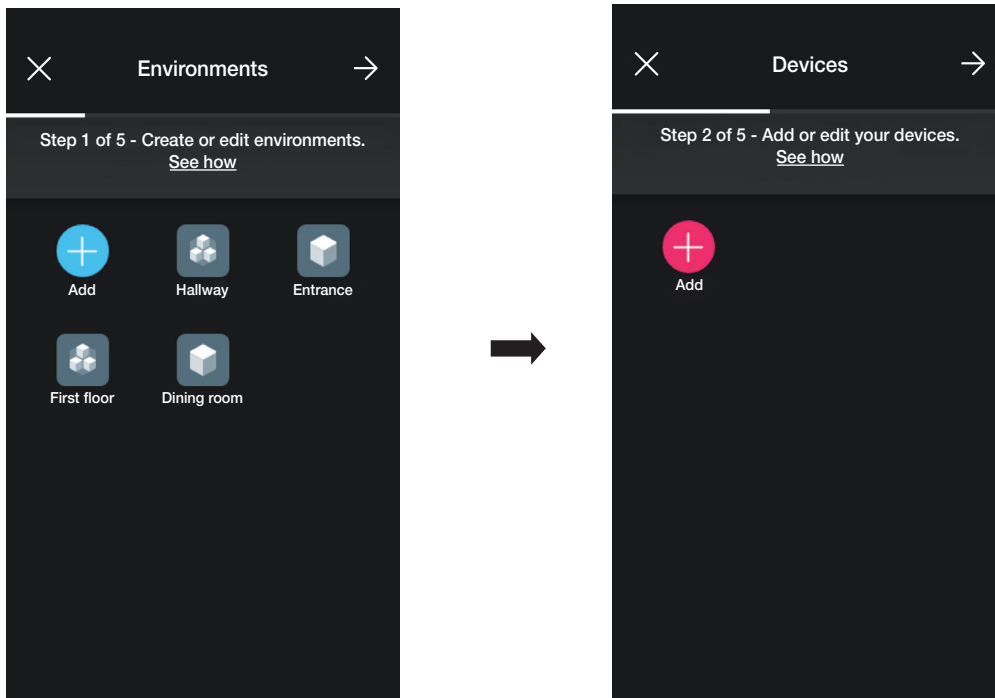 Environments
Step 1 of 5 - Create or edit environments.
See how
Add
Hallway
Entrance
First floor
Dining room
Devices
Step 2 of 5 - Add or edit your devices.
See how
Add